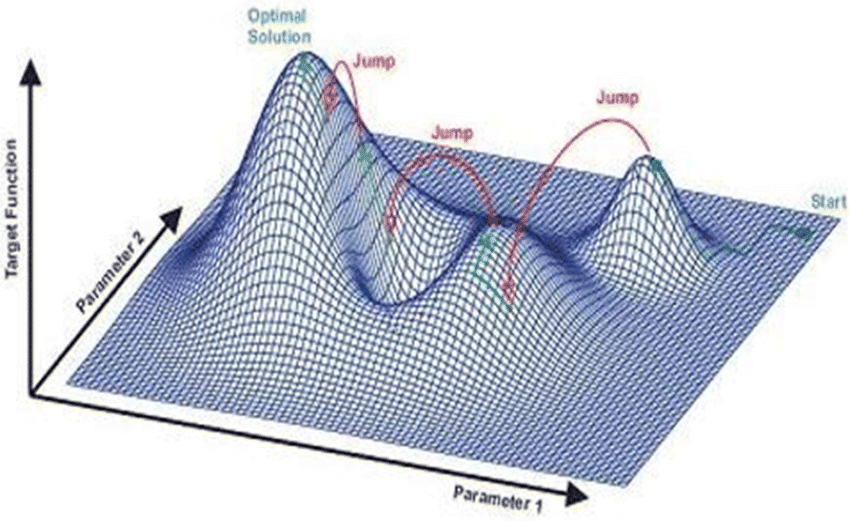 Optimal
Solution
Jump
Jump
Jump
Start
Target Function
Parameter 2
Parameter 1